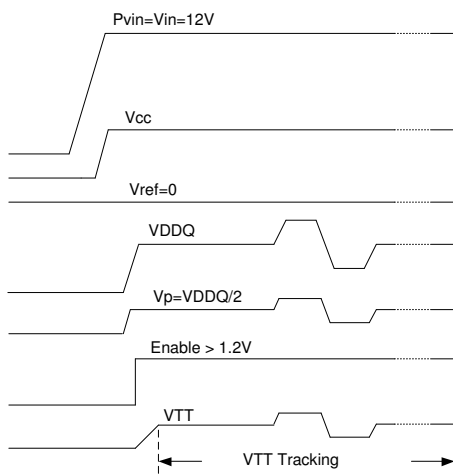 Pvin=Vin=12V
Vcc
Vref=0
VDDQ
Vp=VDDQ/2
Enable > 1.2V
VTT
VTT Tracking